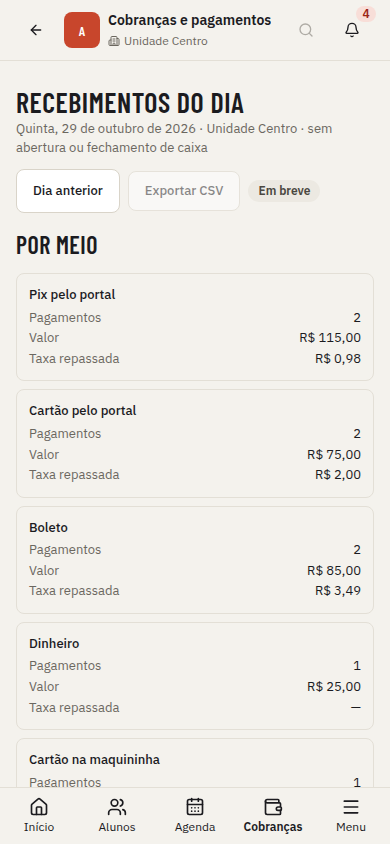 4
A
Cobranças e pagamentos
Unidade Centro
RECEBIMENTOS DO DIA
Quinta, 29 de outubro de 2026 · Unidade Centro · sem
abertura ou fechamento de caixa
Dia anterior
Exportar CSV
Em breve
POR MEIO
Pix pelo portal
Pagamentos 2
Valor R$ 115,00
Taxa repassada R$ 0,98
Cartão pelo portal
Pagamentos 2
Valor R$ 75,00
Taxa repassada R$ 2,00
Boleto
Pagamentos 2
Valor R$ 85,00
Taxa repassada R$ 3,49
Dinheiro
Pagamentos 1
Valor R$ 25,00
Taxa repassada —
Cartão na maquininha
Pagamentos 1
Início
Alunos
Agenda
Cobranças
Menu